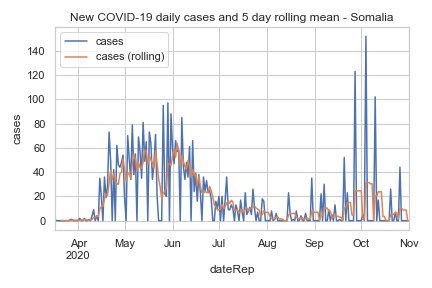 New COVID-19 daily cases and 5 day rolling mean - Somalia
cases
cases (rolling)
140
120
100
80
60
40
20
0
cases
Apr May Jun Jul Aug Sep Oct Nov
2020
dateRep